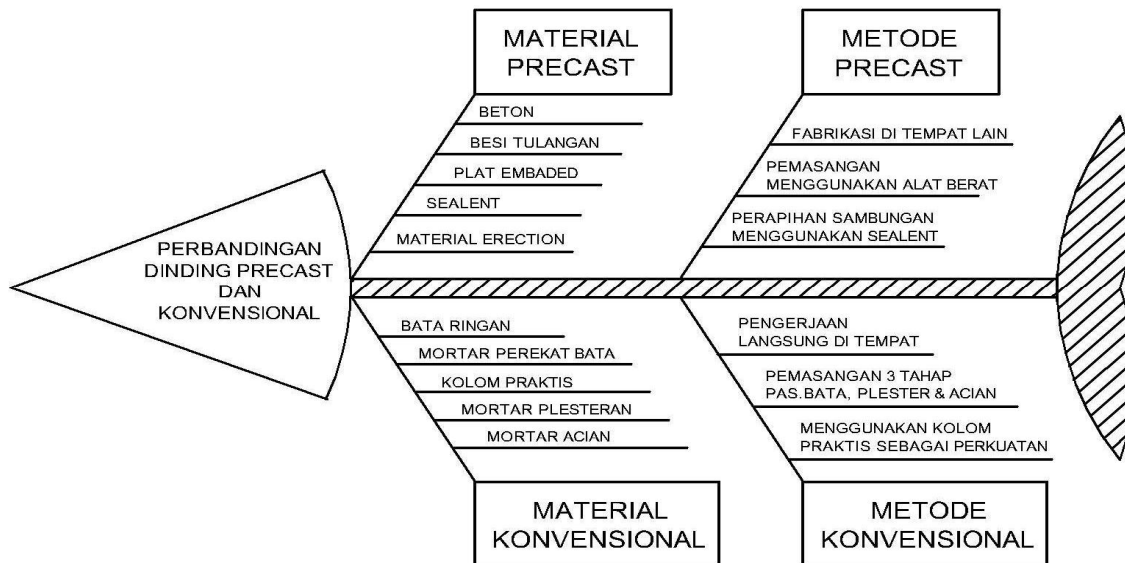 MATERIAL
PRECAST
BETON
BESI TULANGAN
PLAT EMBADED
SEALENT
MATERIAL ERECTION
METODE
PRECAST
FABRIKASI DI TEMPAT LAIN
PEMASANGAN
MENGGUNAKAN ALAT BERAT
PERAPIHAN SAMBUNGAN
MENGGUNAKAN SEALENT
PERBANDINGAN
DINDING PRECAST
DAN
KONVENSIONAL
BATA RINGAN
MORTAR PEREKAT BATA
KOLOM PRAKTIS
MORTAR PLESTERAN
MORTAR ACIAN
MATERIAL
KONVENSIONAL
PENGERJAAN
LANGSUNG DI TEMPAT
PEMASANGAN 3 TAHAP
PAS.BATA, PLESTER & ACIAN
MENGGUNAKAN KOLOM
PRAKTIS SEBAGAI PERKUATAN
METODE
KONVENSIONAL